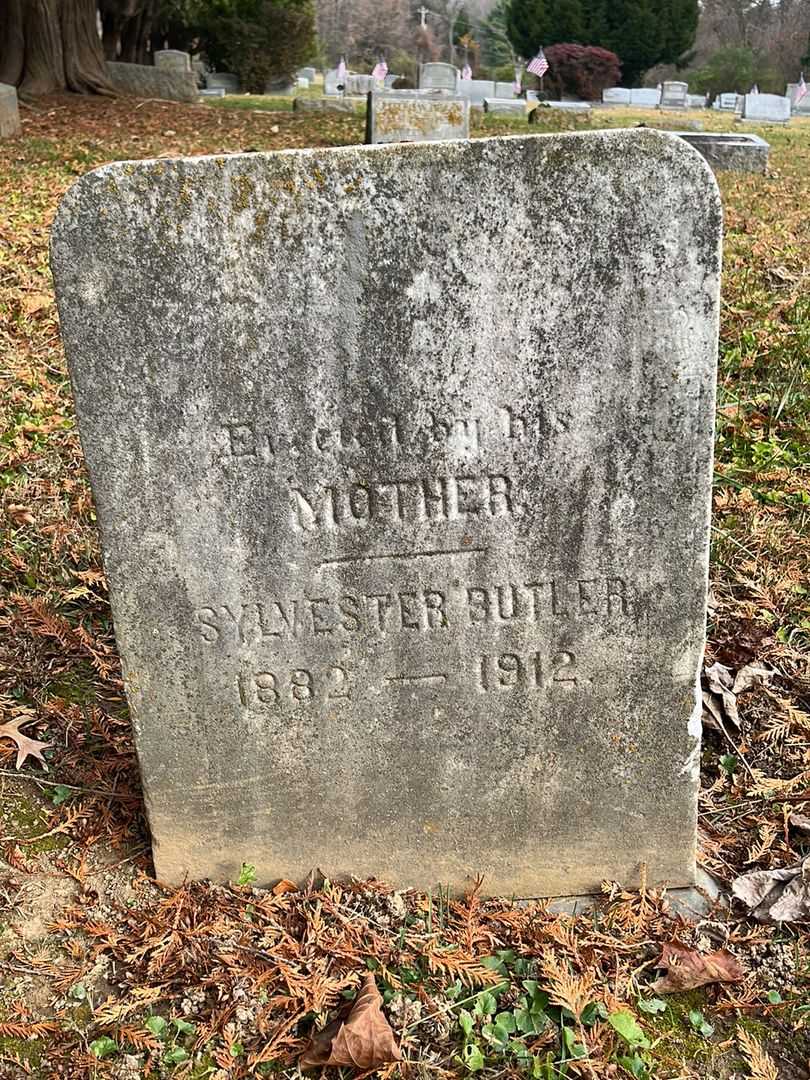 Erected by his
MOTHER
SYLVESTER BUTLER
1882 — 1912.